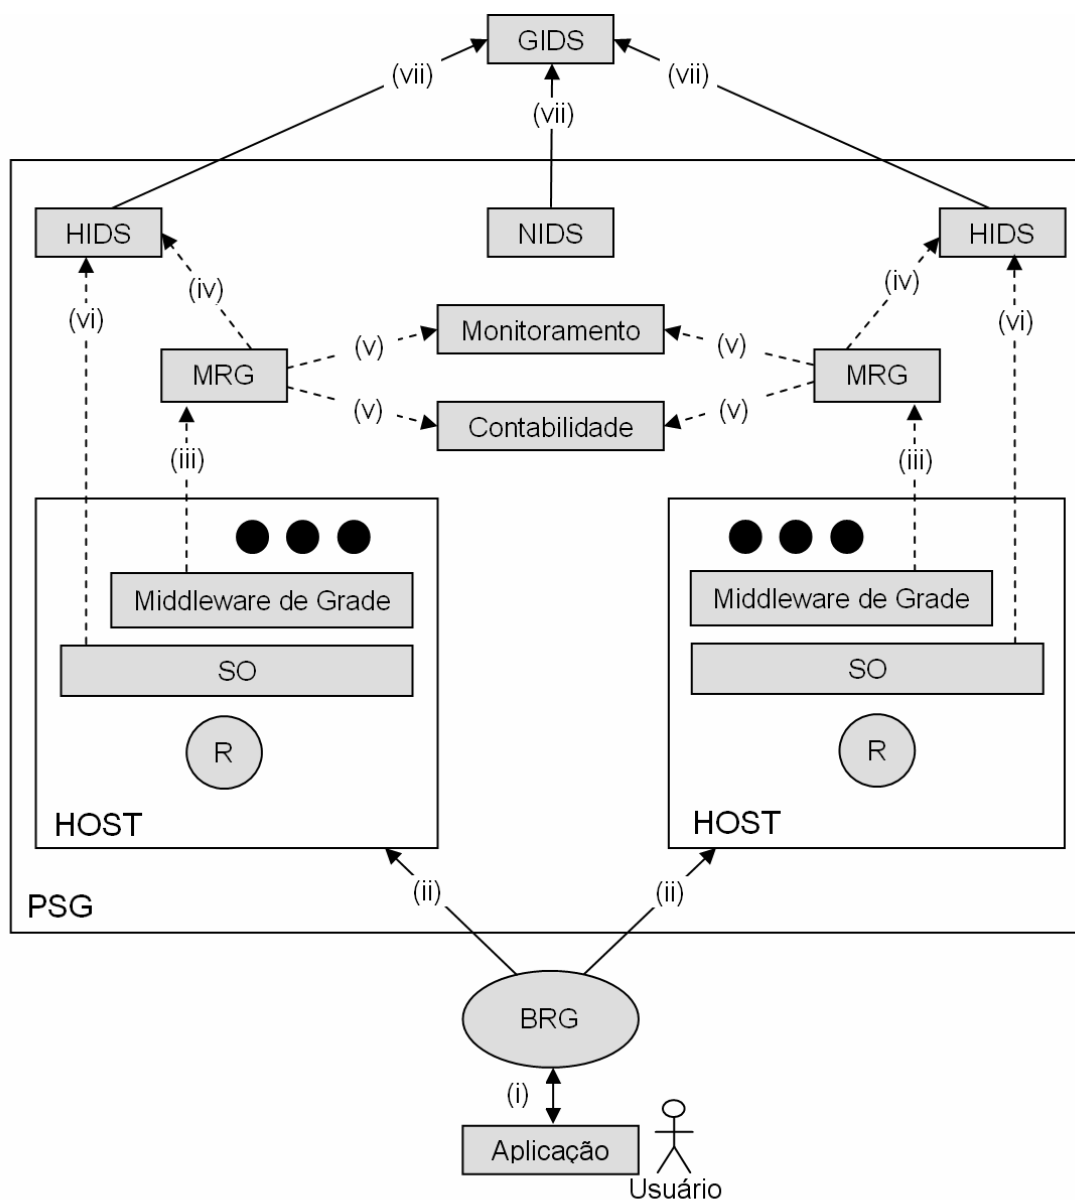 GIDS
(vii)
(vii)
(vii)
HIDS
NIDS
HIDS
(iv)
(iv)
(vi)
(vi)
Monitoramento
(v)
(v)
MRG
MRG
(v)
(v)
Contabilidade
(iii)
(iii)
Middleware de Grade
Middleware de Grade
SO
SO
R
R
HOST
HOST
(ii)
(ii)
PSG
BRG
(i)
Aplicação
Usuário